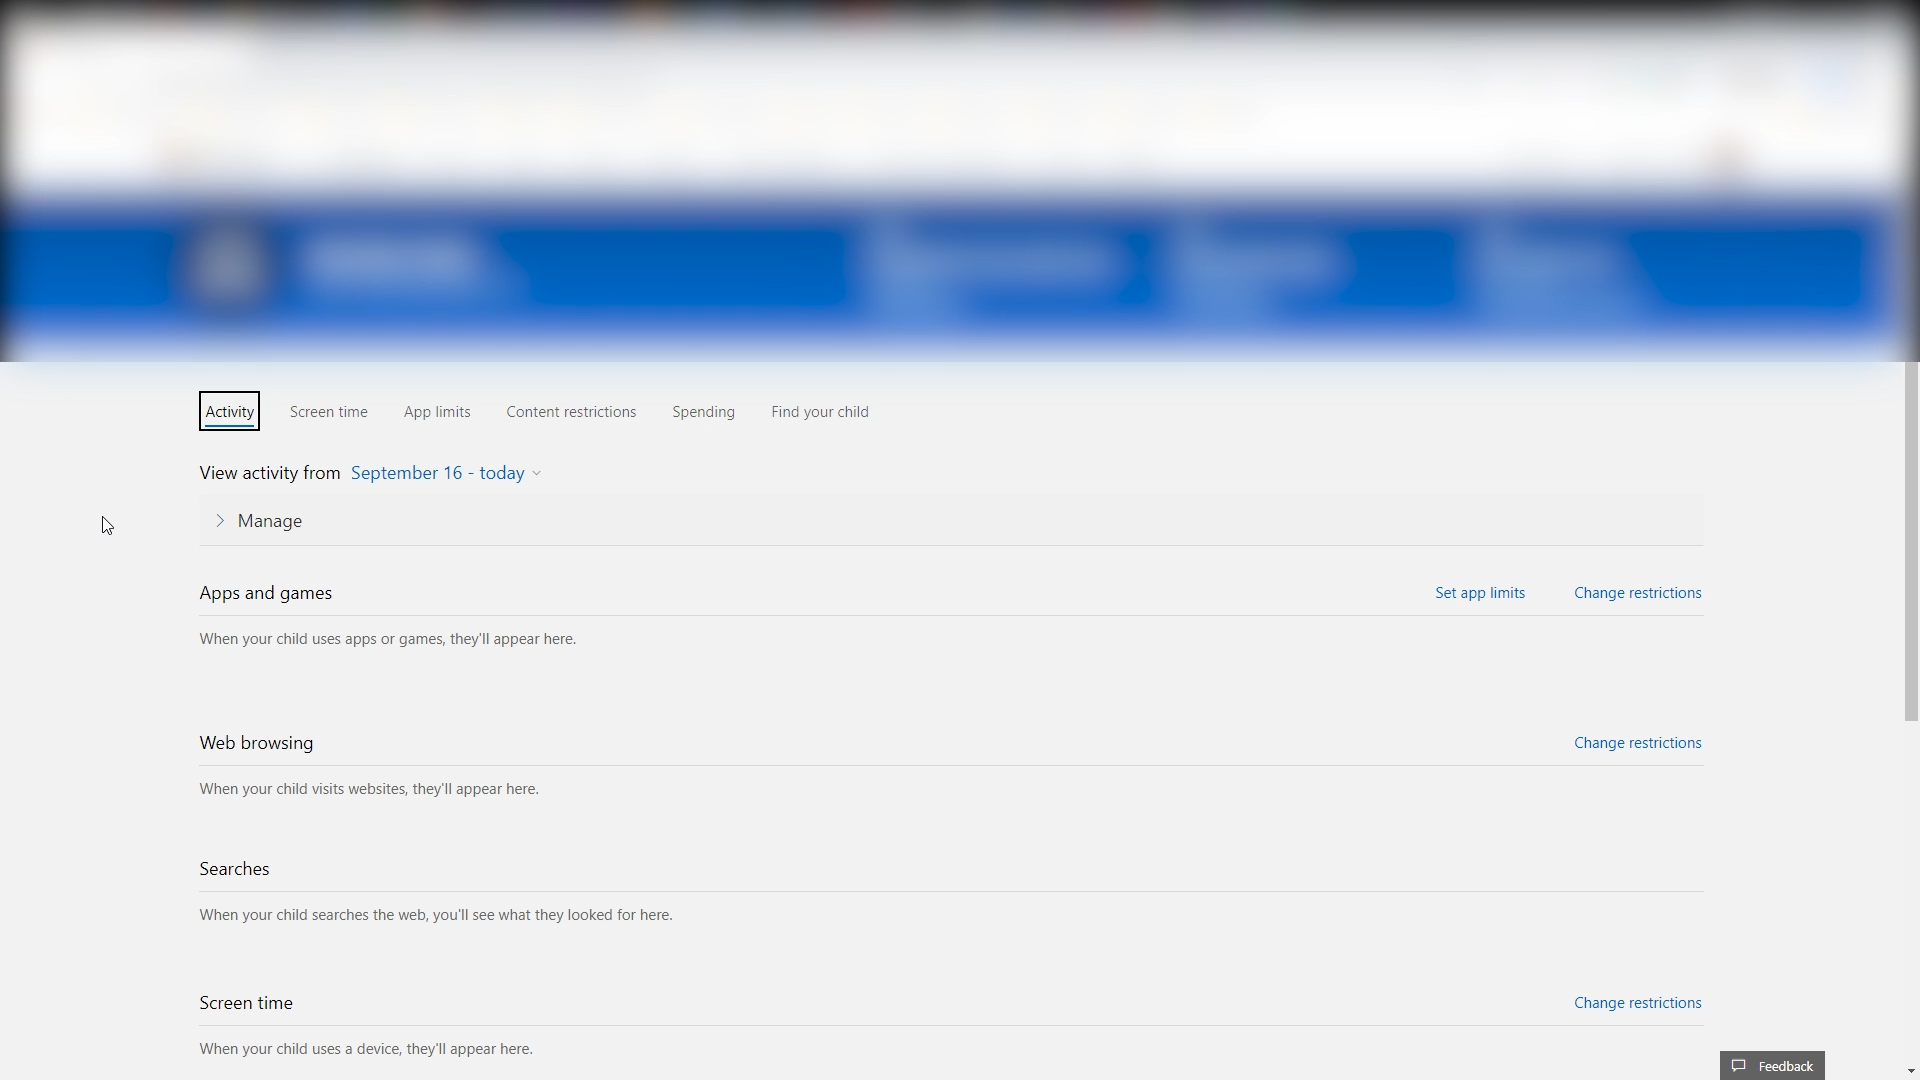 Activity Screen time App limits Content restrictions Spending Find your child
View activity from September 16 - today
Manage
Apps and games Set app limits Change restrictions
When your child uses apps or games, they'll appear here.
Web browsing Change restrictions
When your child visits websites, they'll appear here.
Searches
When your child searches the web, you'll see what they looked for here.
Screen time Change restrictions
When your child uses a device, they'll appear here.
Feedback